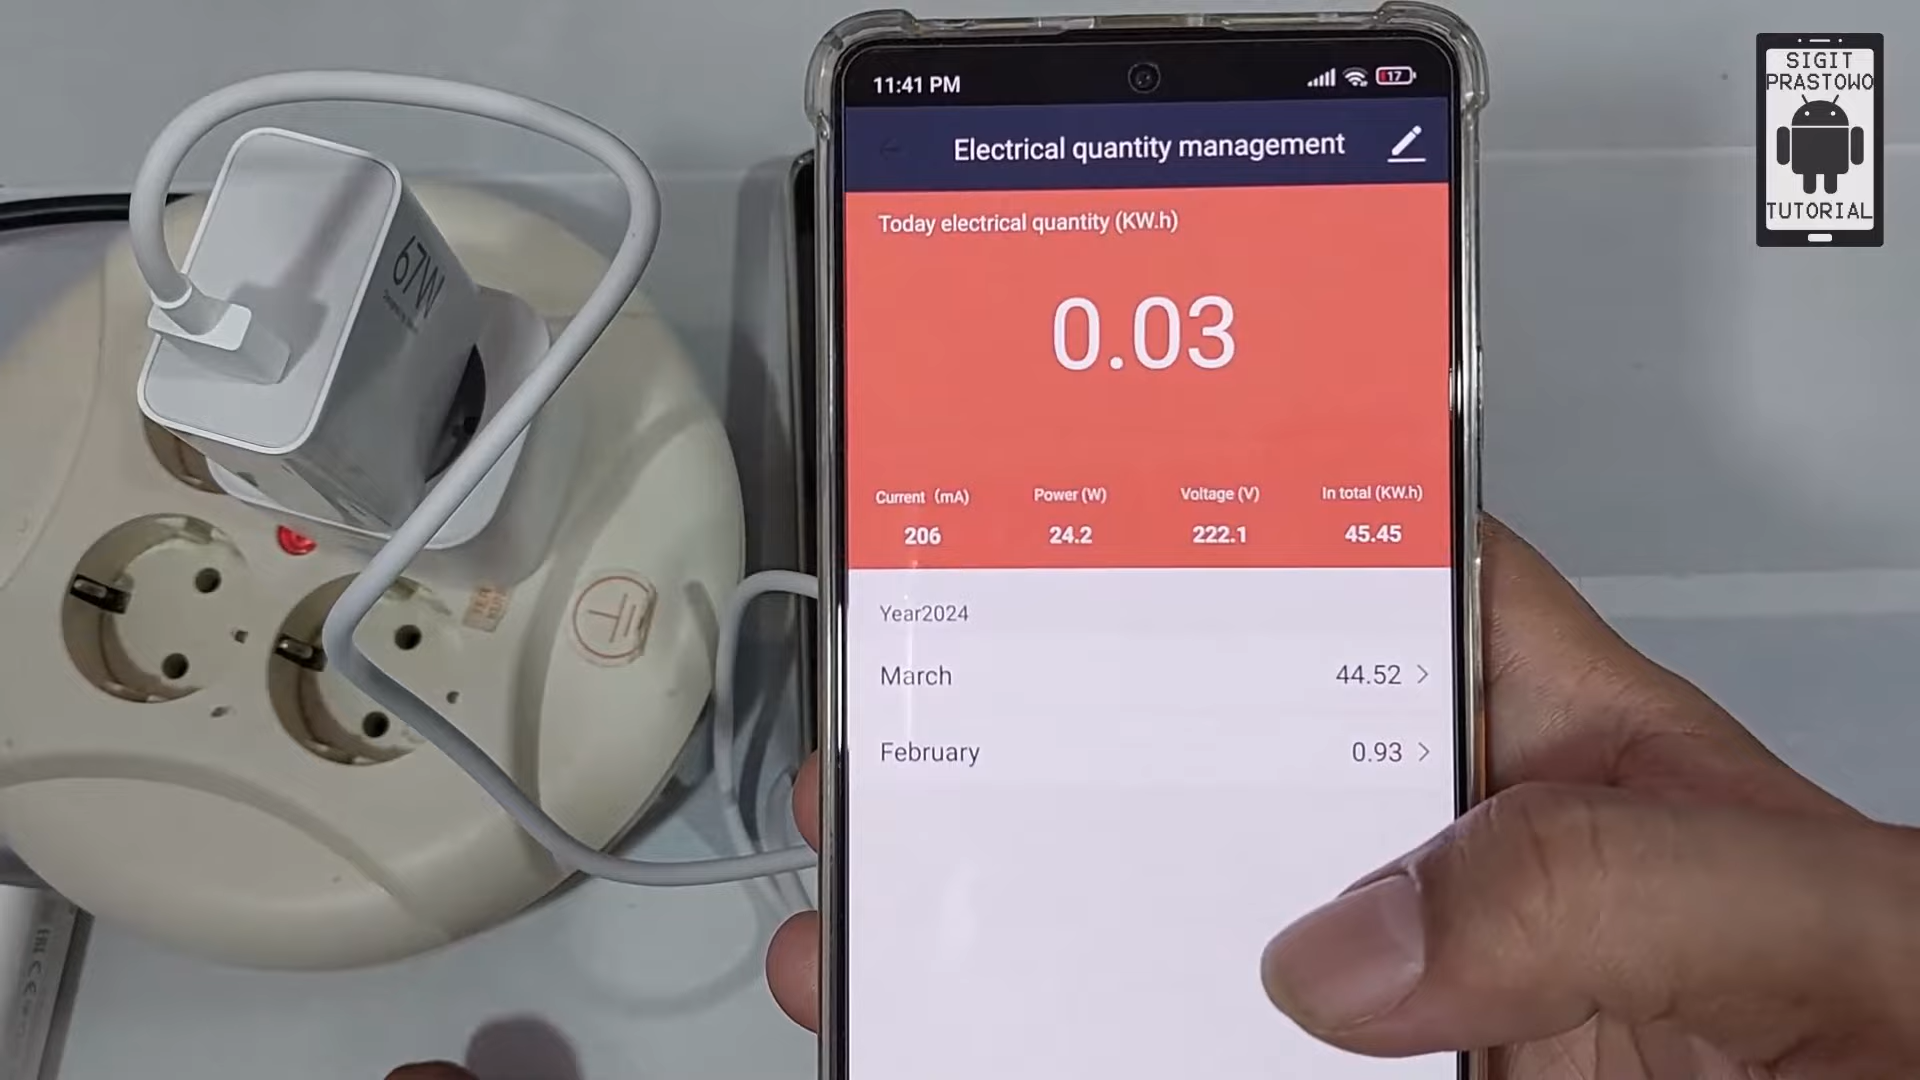 SIGIT
PRASTOWO
TUTORIAL
11:41 PM
17
Electrical quantity management
Today electrical quantity (KW.h)
0.03
Current (mA)
Power (W)
Voltage (V)
In total (KW.h)
206
24.2
222.1
45.45
Year2024
March
44.52
February
0.93
67W